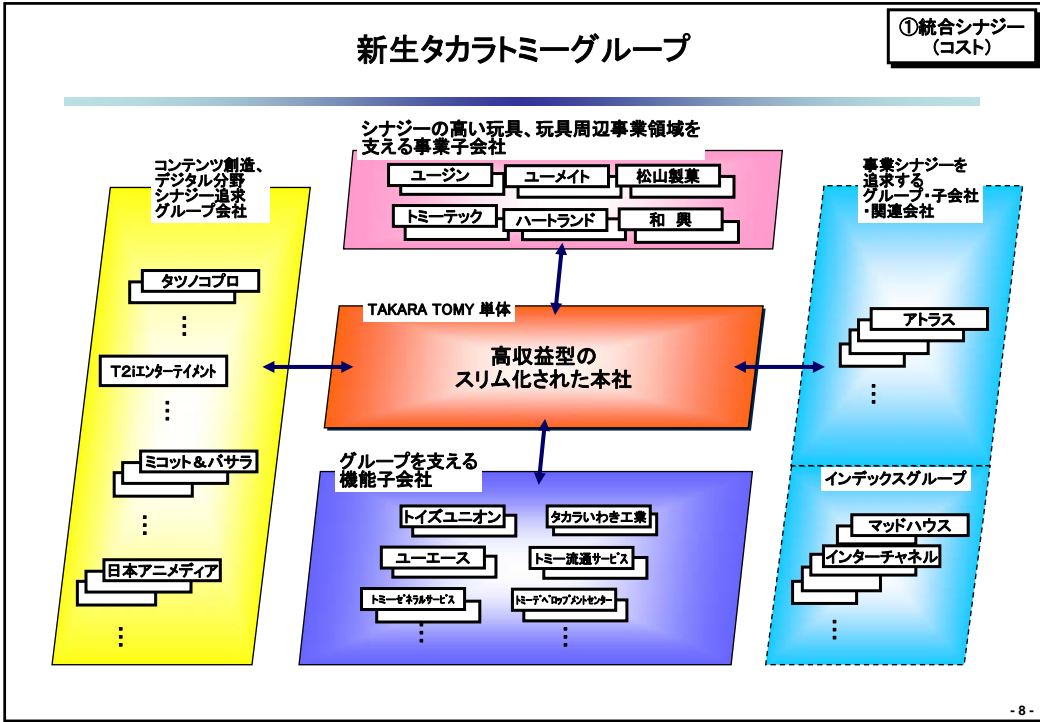 ①統合シナジー
(コスト)
新生タカラトミーグループ
シナジーの高い玩具、玩具周辺事業領域を
支える事業子会社
ユージン
ユーメイト
松山製菓
トミーテック
ハートランド
和 興
コンテンツ創造、
デジタル分野
シナジー追求
グループ会社
タツノコプロ
⋮
T2iエンターテイメント
⋮
ミコット&バサラ
⋮
日本アニメディア
⋮
TAKARA TOMY 単体
高収益型の
スリム化された本社
グループを支える
機能子会社
トイズユニオン
タカラいわき工業
ユーエース
トミー流通サービス
トミーゼネラルサービス
トミーデベロップメントセンター
⋮
⋮
事業シナジーを
追求する
グループ・子会社
・関連会社
アトラス
⋮
インデックスグループ
マッドハウス
インターチャネル
⋮
- 8 -